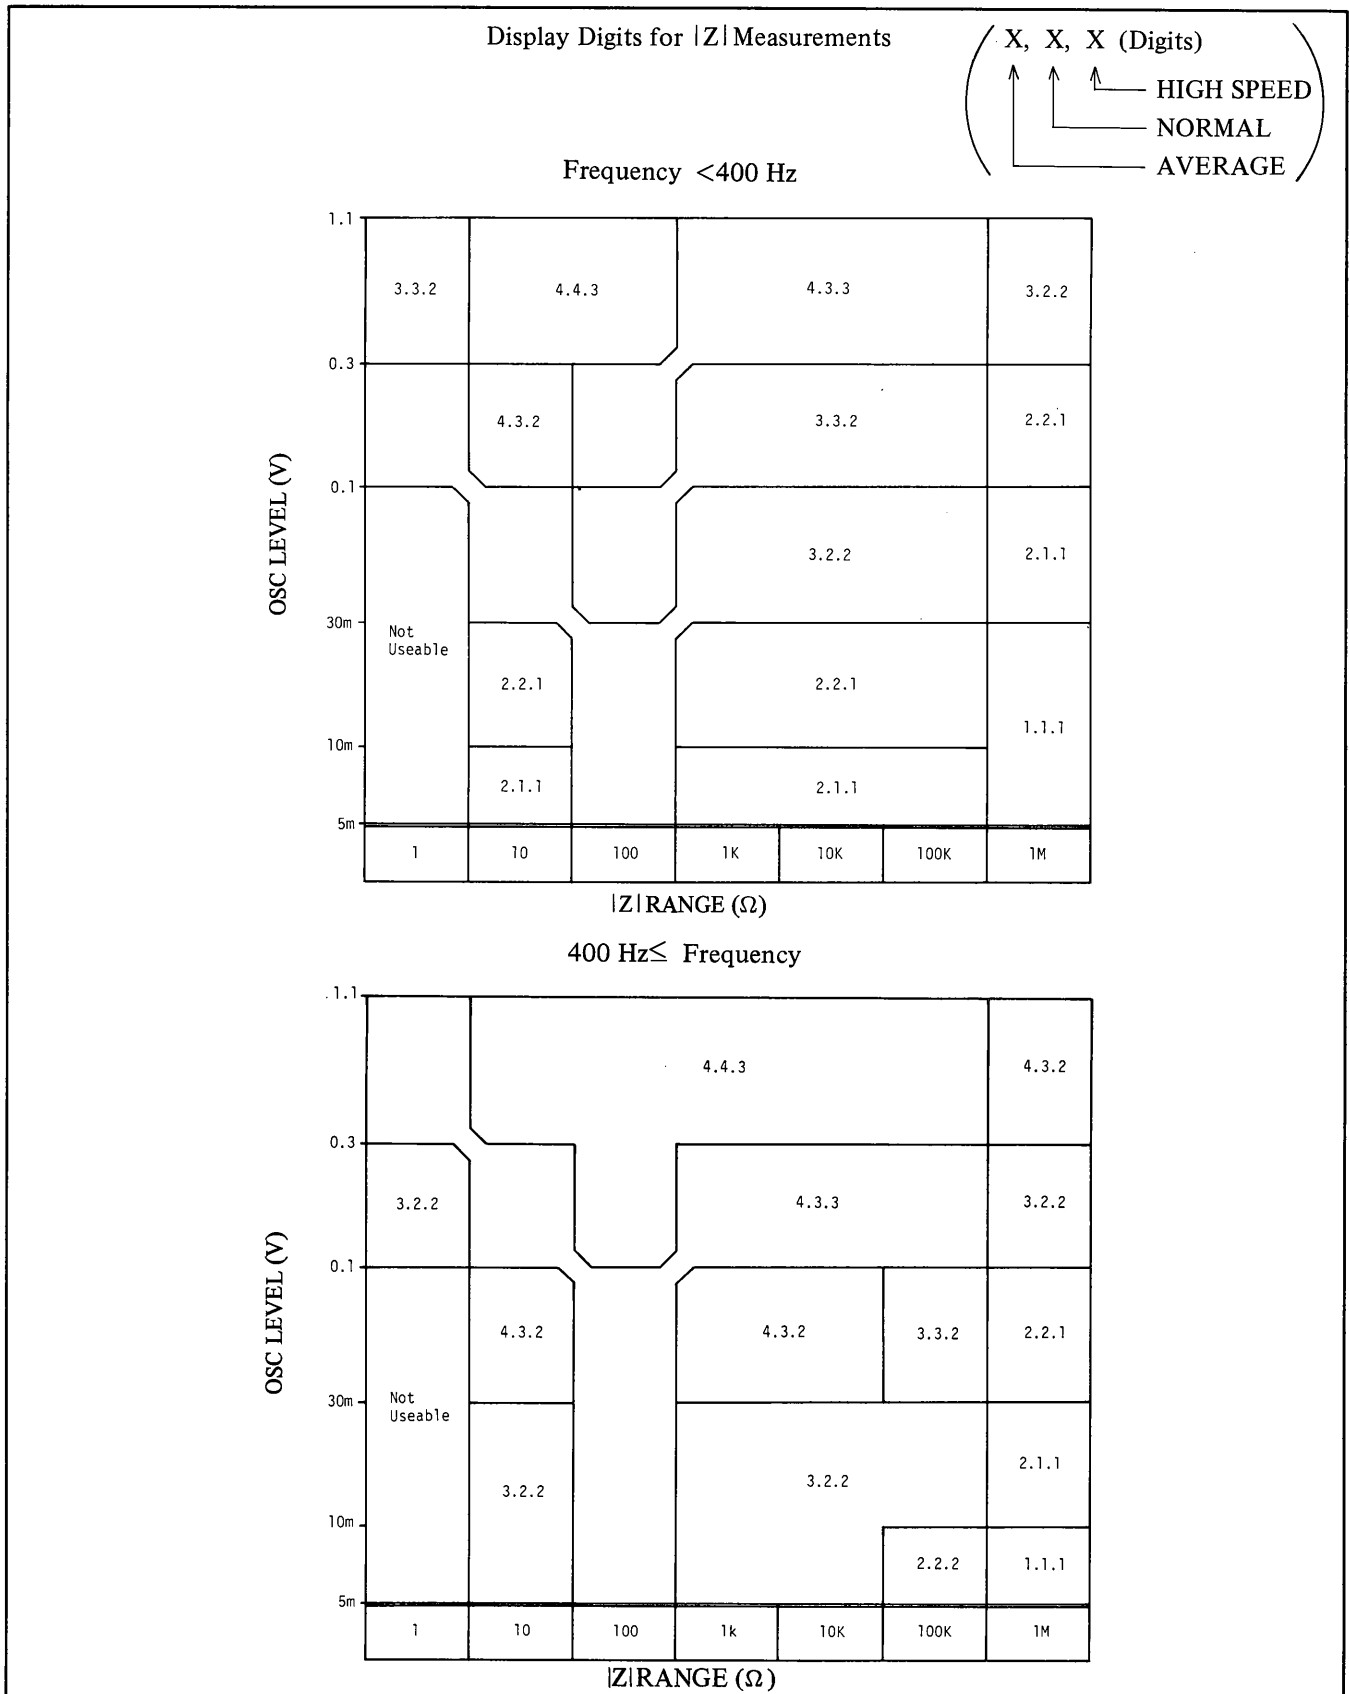 Display Digits for |Z| Measurements
X, X, X (Digits)
HIGH SPEED
NORMAL
AVERAGE
Frequency <400 Hz
1.1
3.3.2 4.4.3 4.3.3 3.2.2
0.3
4.3.2 3.3.2 2.2.1
0.1
OSC LEVEL (V)
3.2.2 2.1.1
30m
Not
Useable
2.2.1 2.2.1
1.1.1
10m
2.1.1 2.1.1
5m
1 10 100 1K 10K 100K 1M
|Z| RANGE (Ω)
400 Hz≦ Frequency
1.1
4.4.3 4.3.2
0.3
3.2.2 4.3.3 3.2.2
0.1
OSC LEVEL (V)
4.3.2 4.3.2 3.3.2 2.2.1
30m
Not
Useable
2.1.1
3.2.2 3.2.2
10m
2.2.2 1.1.1
5m
1 10 100 1k 10K 100K 1M
|Z| RANGE (Ω)